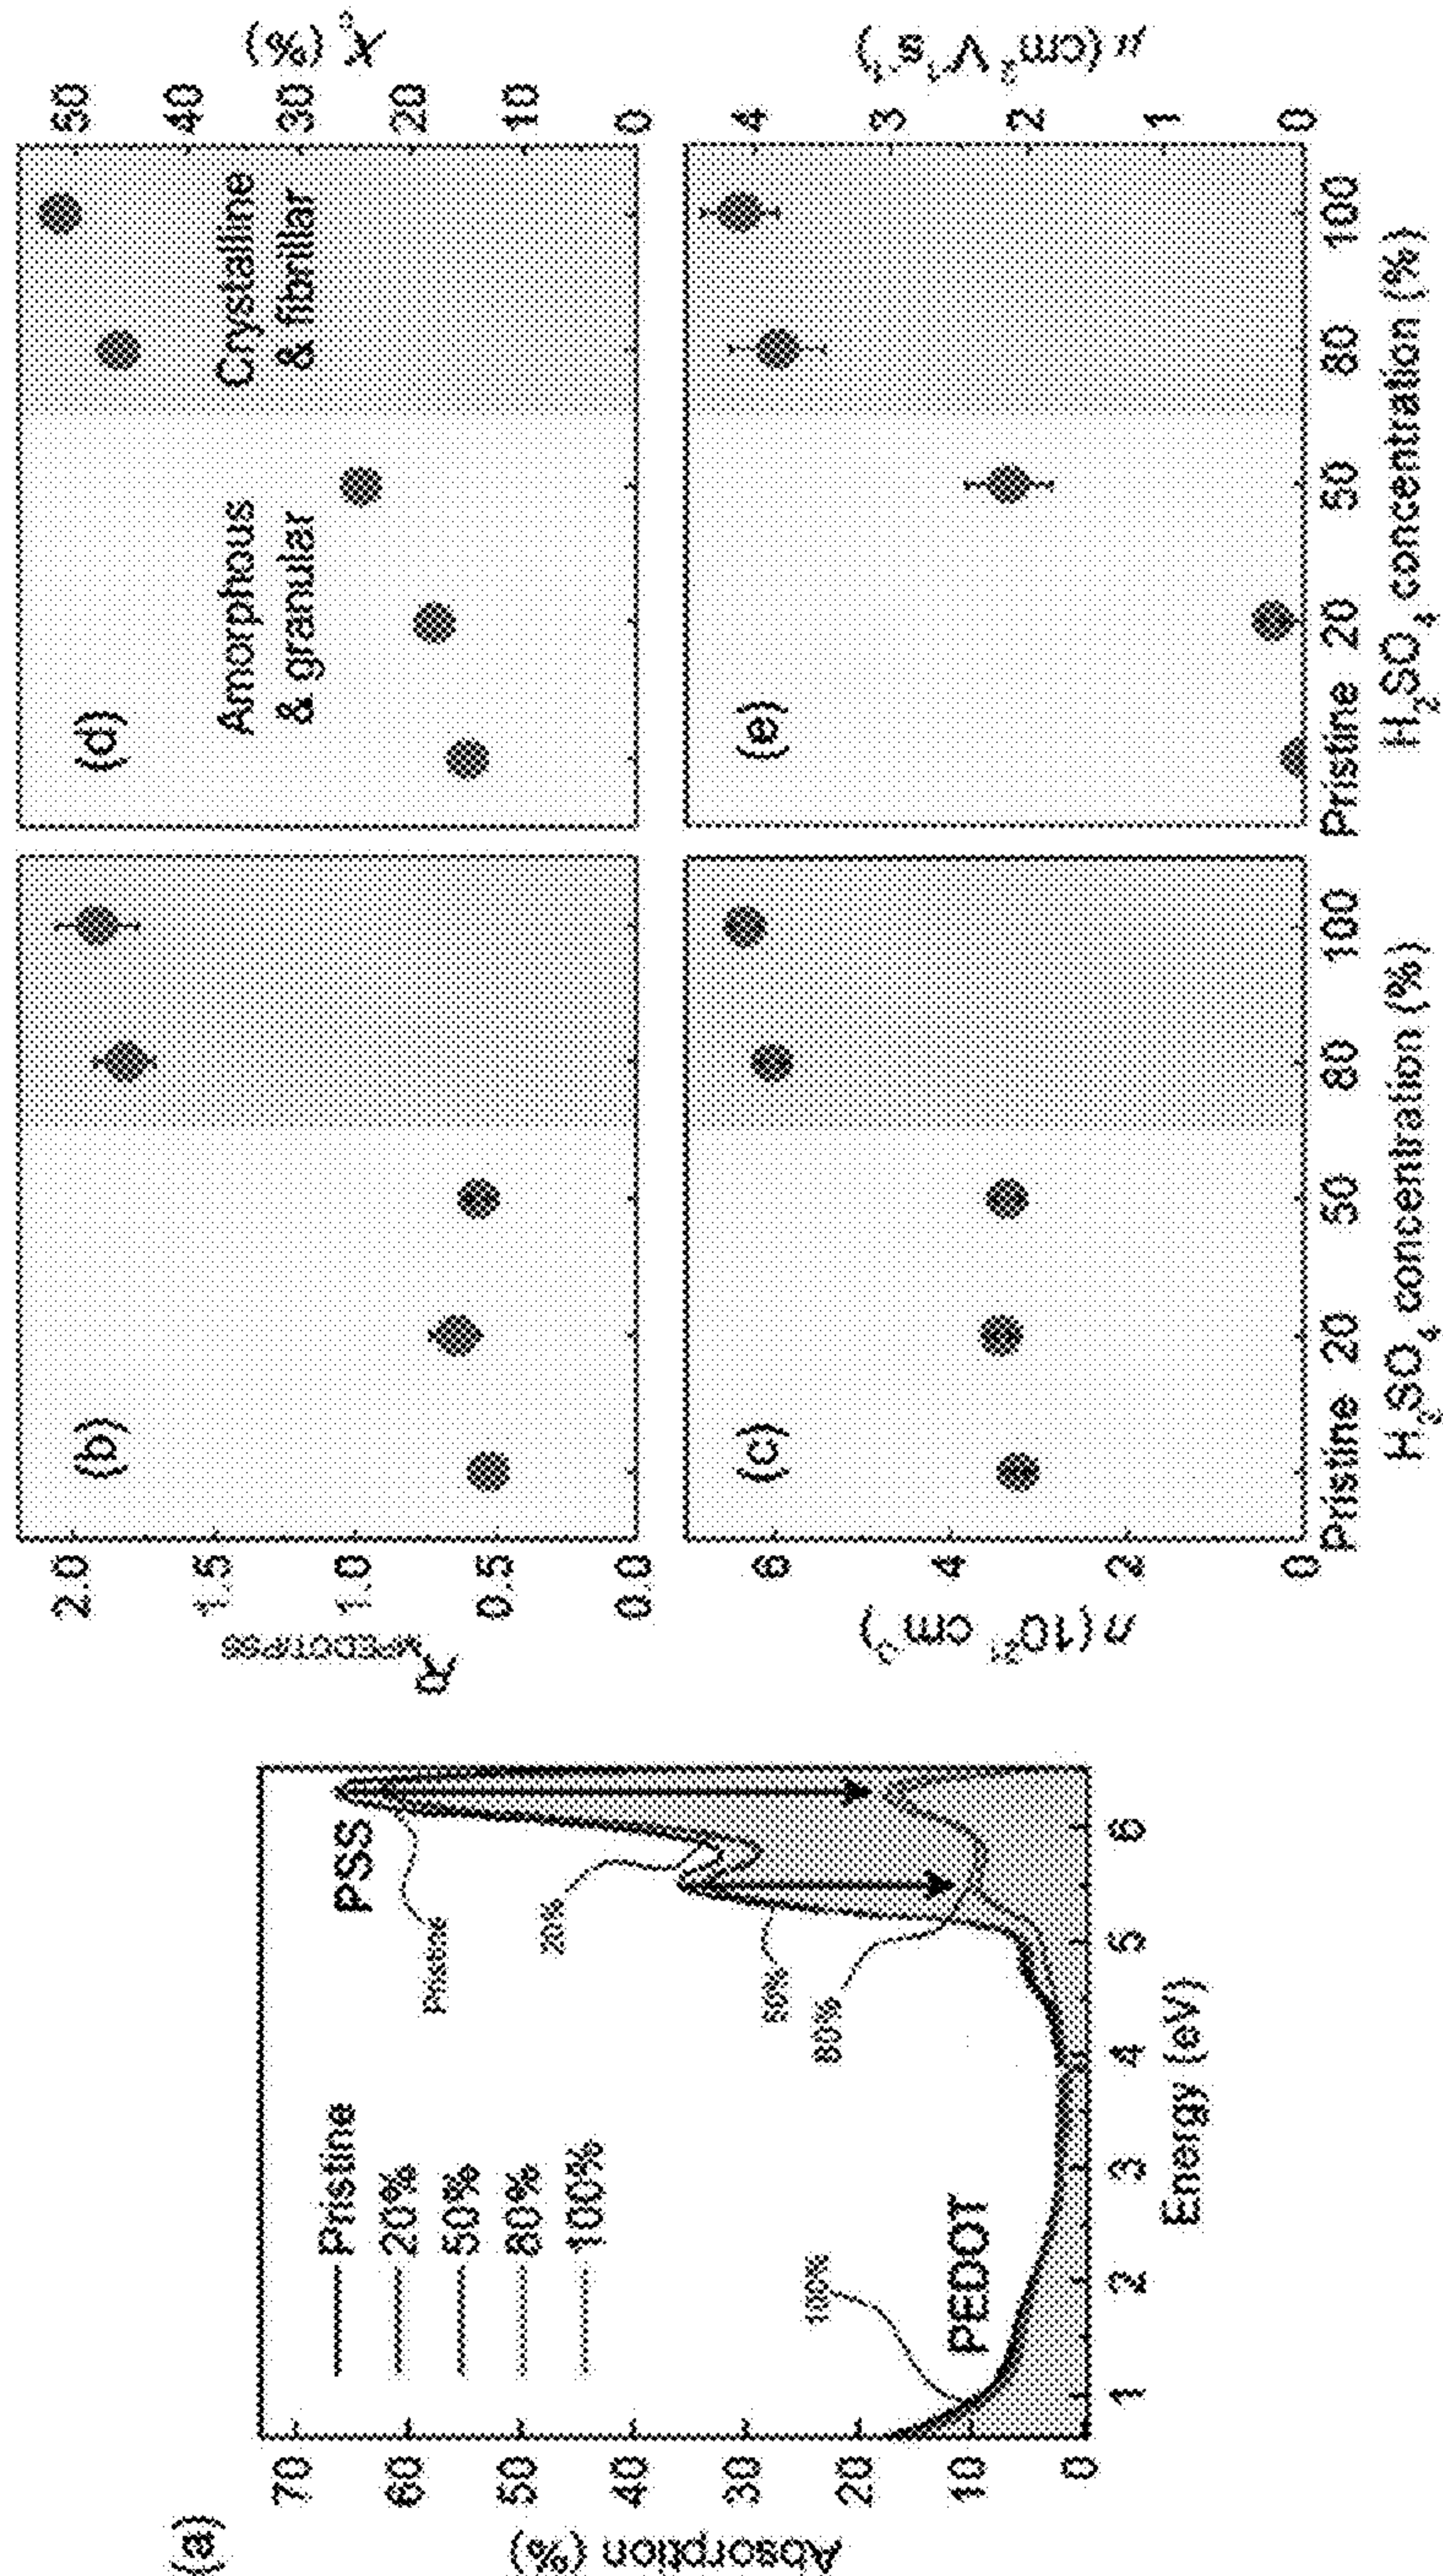 (a)
Absorption (%)
70
60
50
40
30
20
10
0
Pristine
20%
50%
80%
100%
PSS
Pristine
20%
50%
80%
100%
PEDOT
1
2
3
4
5
6
Energy (eV)
(b)
R_PEDOT/PSS
2.0
1.5
1.0
0.5
0.0
(c)
n (10²¹ cm⁻³)
6
4
2
0
Pristine 20 50 80 100
H₂SO₄ concentration (%)
(d)
Amorphous
& granular
Crystalline
& fibrillar
50
40
30
20
10
0
X_c (%)
(e)
4
3
2
1
0
μ (cm² V⁻¹s⁻¹)
Pristine 20 50 80 100
H₂SO₄ concentration (%)